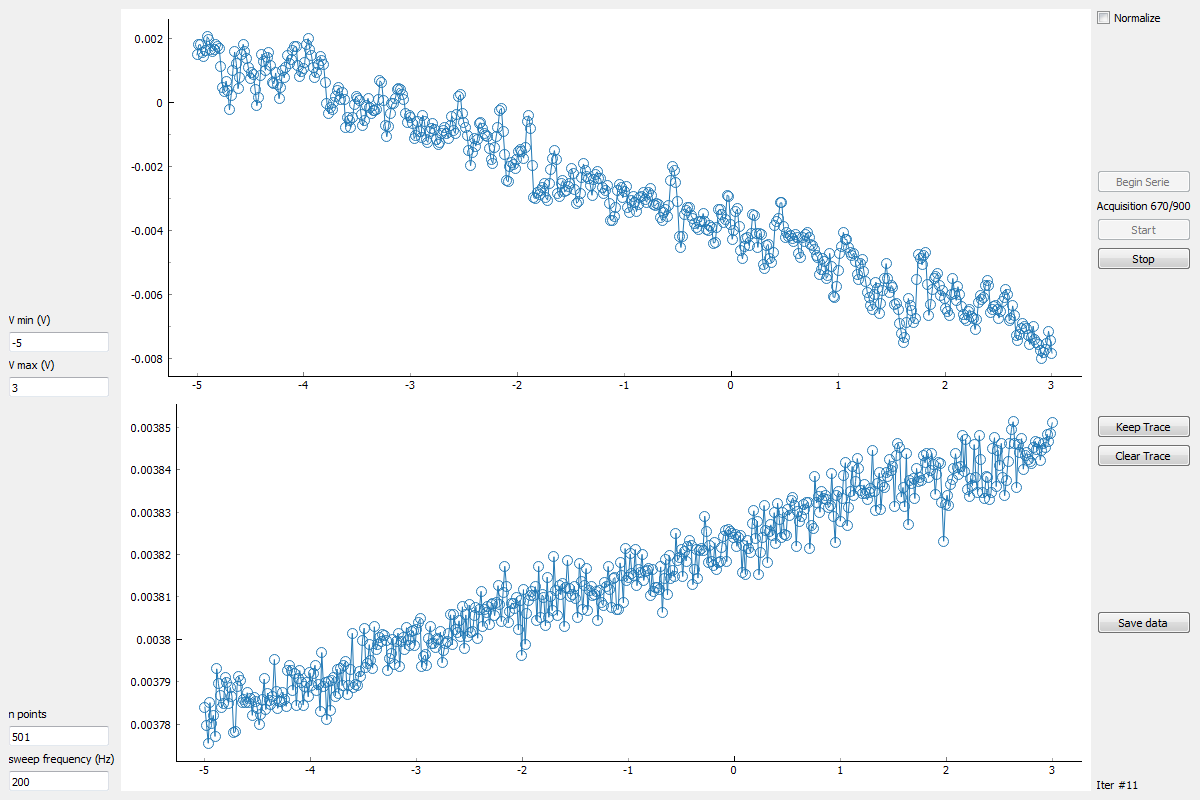 Normalize
0.002
0
-0.002
-0.004
-0.006
-0.008
-5 -4 -3 -2 -1 0 1 2 3
Begin Serie
Acquisition 670/900
Start
Stop
V min (V)
-5
V max (V)
3
0.00385
0.00384
0.00383
0.00382
0.00381
0.0038
0.00379
0.00378
-5 -4 -3 -2 -1 0 1 2 3
Keep Trace
Clear Trace
Save data
n points
501
sweep frequency (Hz)
200
Iter #11